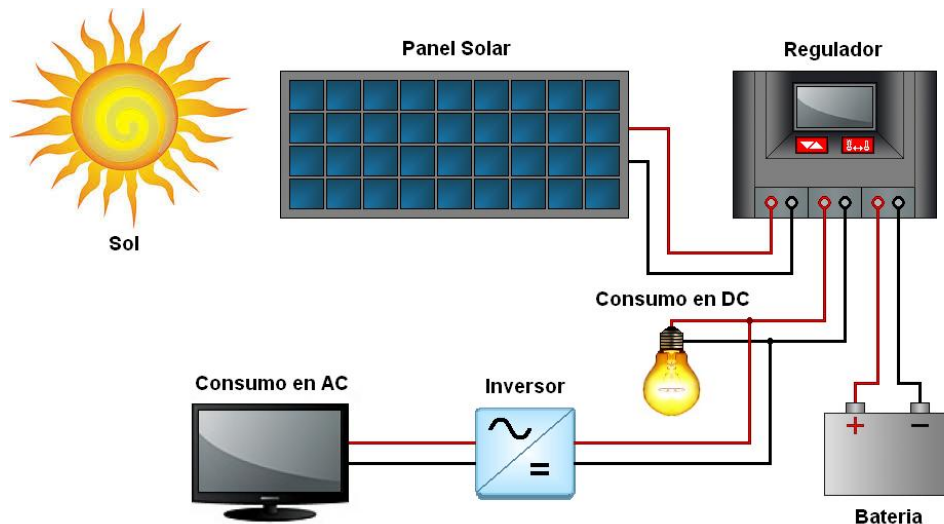 Panel Solar
Regulador
Sol
Consumo en DC
Consumo en AC
Inversor
+ −
Bateria